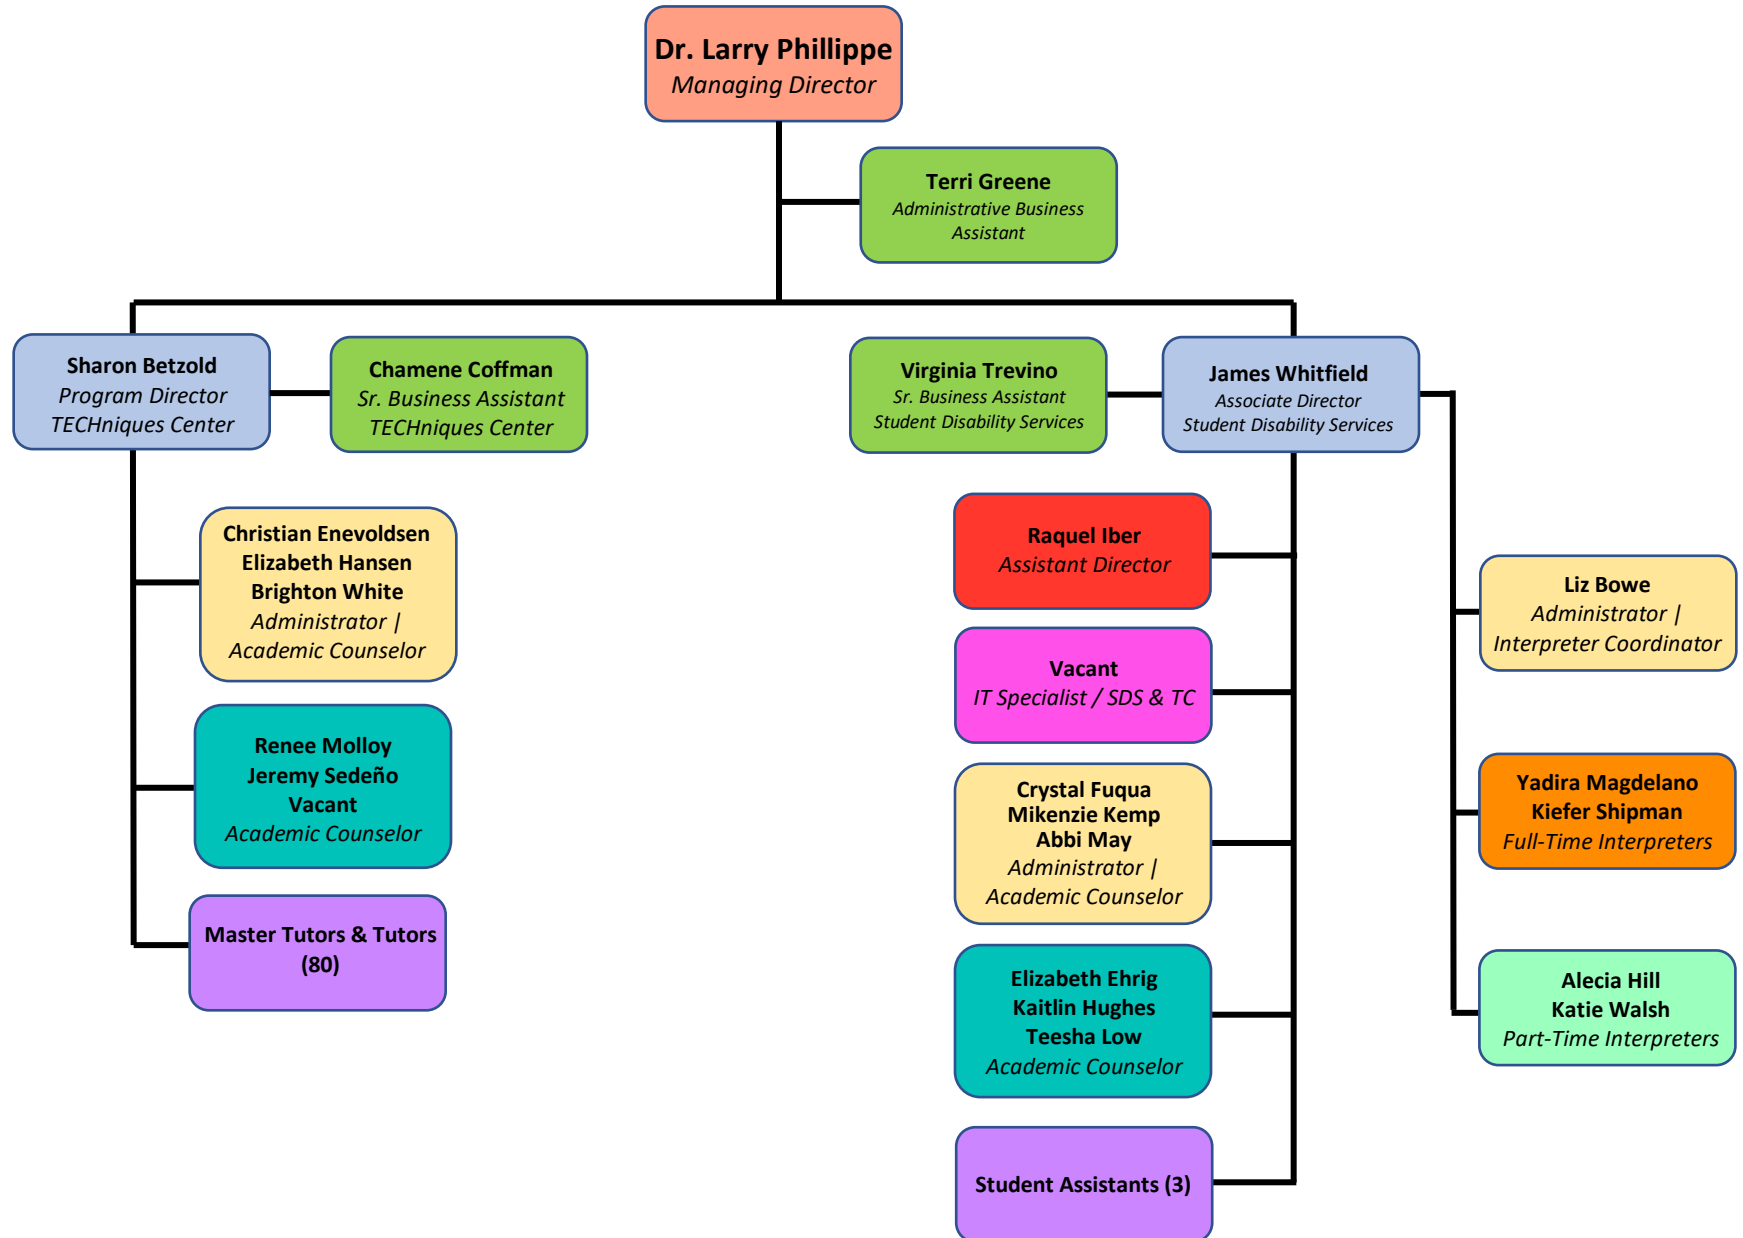 Dr. Larry Phillippe
Managing Director
Terri Greene
Administrative Business
Assistant
Sharon Betzold
Program Director
TECHniques Center
Chamene Coffman
Sr. Business Assistant
TECHniques Center
Virginia Trevino
Sr. Business Assistant
Student Disability Services
James Whitfield
Associate Director
Student Disability Services
Christian Enevoldsen
Elizabeth Hansen
Brighton White
Administrator |
Academic Counselor
Renee Molloy
Jeremy Sedeño
Vacant
Academic Counselor
Master Tutors & Tutors
(80)
Raquel Iber
Assistant Director
Vacant
IT Specialist / SDS & TC
Crystal Fuqua
Mikenzie Kemp
Abbi May
Administrator |
Academic Counselor
Elizabeth Ehrig
Kaitlin Hughes
Teesha Low
Academic Counselor
Student Assistants (3)
Liz Bowe
Administrator |
Interpreter Coordinator
Yadira Magdelano
Kiefer Shipman
Full-Time Interpreters
Alecia Hill
Katie Walsh
Part-Time Interpreters